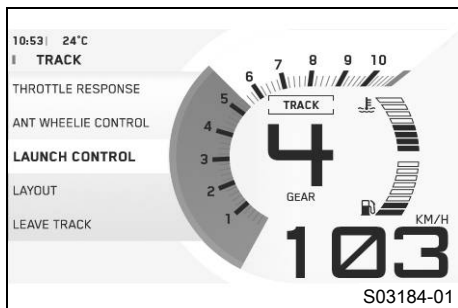 10:53| 24°C
TRACK
THROTTLE RESPONSE
ANT WHEELIE CONTROL
LAUNCH CONTROL
LAYOUT
LEAVE TRACK
1
2
3
4
5
6
7
8
9
10
TRACK
4
GEAR
KM/H
103
S03184-01